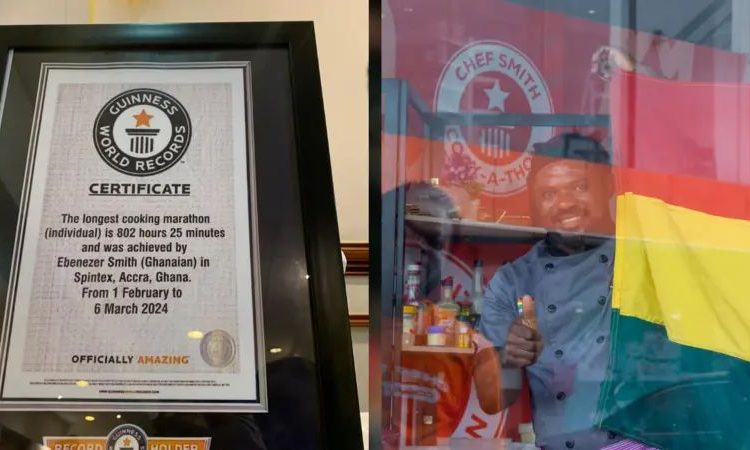 GUINNESS
WORLD RECORDS
CERTIFICATE
The longest cooking marathon
(individual) is 802 hours 25 minutes
and was achieved by
Ebenezer Smith (Ghanaian) in
Spintex, Accra, Ghana.
From 1 February to
6 March 2024
OFFICIALLY AMAZING
RECORD HOLDER
CHEF SMITH
COOK-A-THON